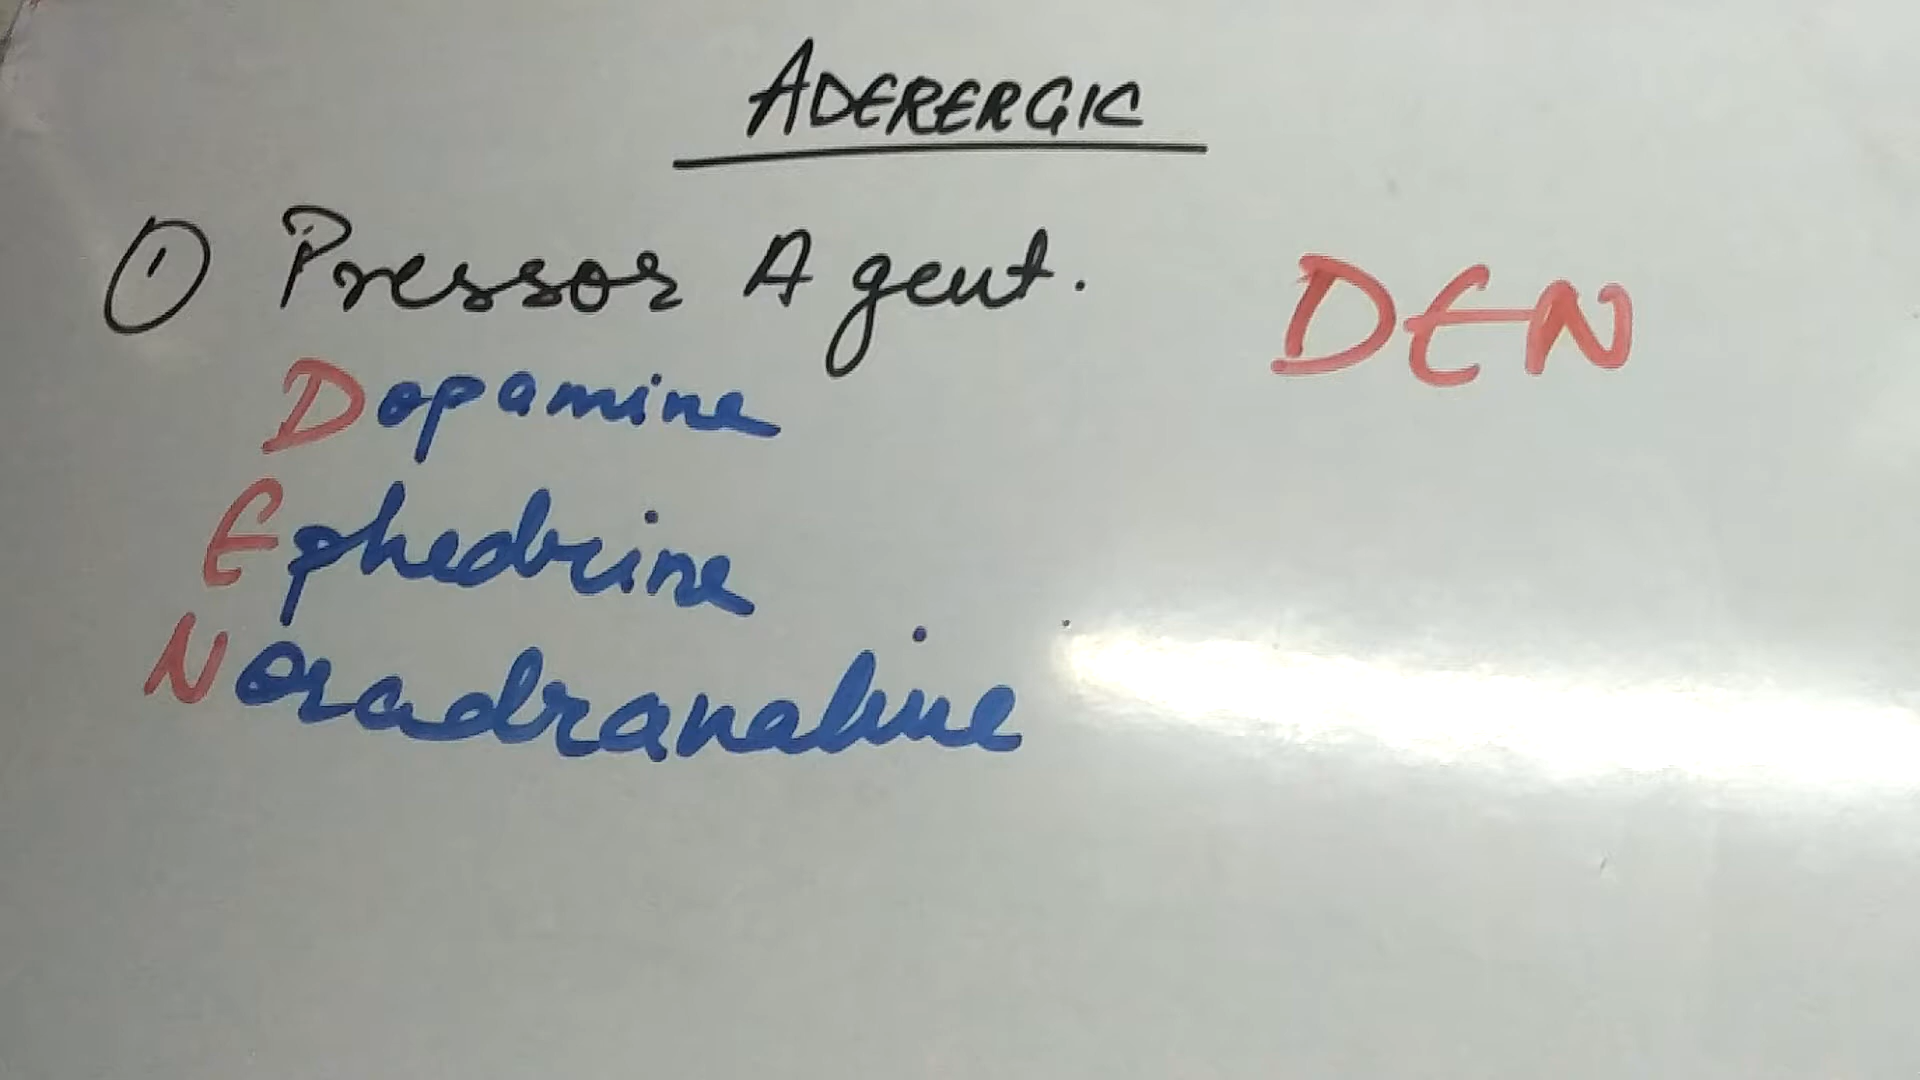 ADERERGIC
① Pressor Agent.
DEN
Dopamine
Ephedrine
Noradranaline